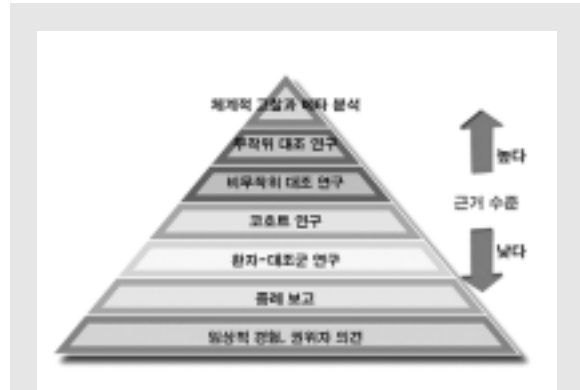 체계적 고찰과 메타 분석
무작위 대조 연구
비무작위 대조 연구
코호트 연구
환자-대조군 연구
증례 보고
임상적 경험, 권위자 의견
높다
근거 수준
낮다